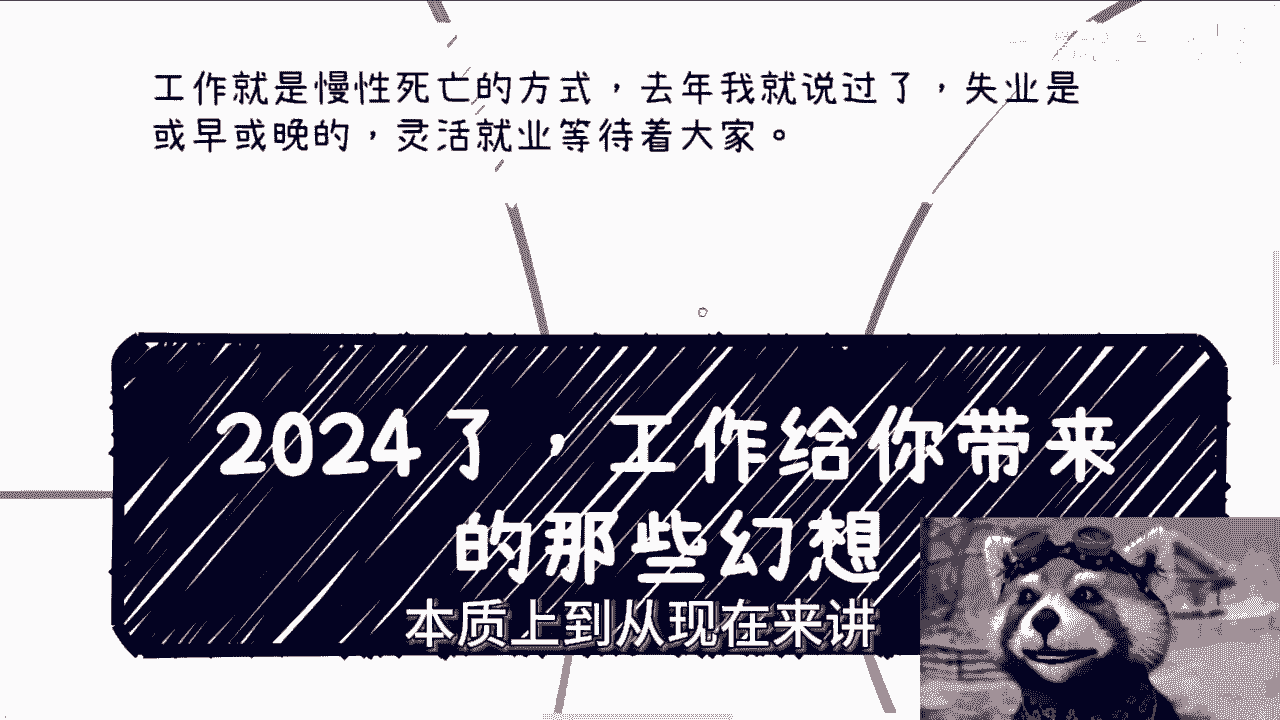 工作就是慢性死亡的方式，去年我就说过了，失业是
或早或晚的，灵活就业等待着大家。
2024了，工作给你带来
的那些幻想
本质上到从现在来讲